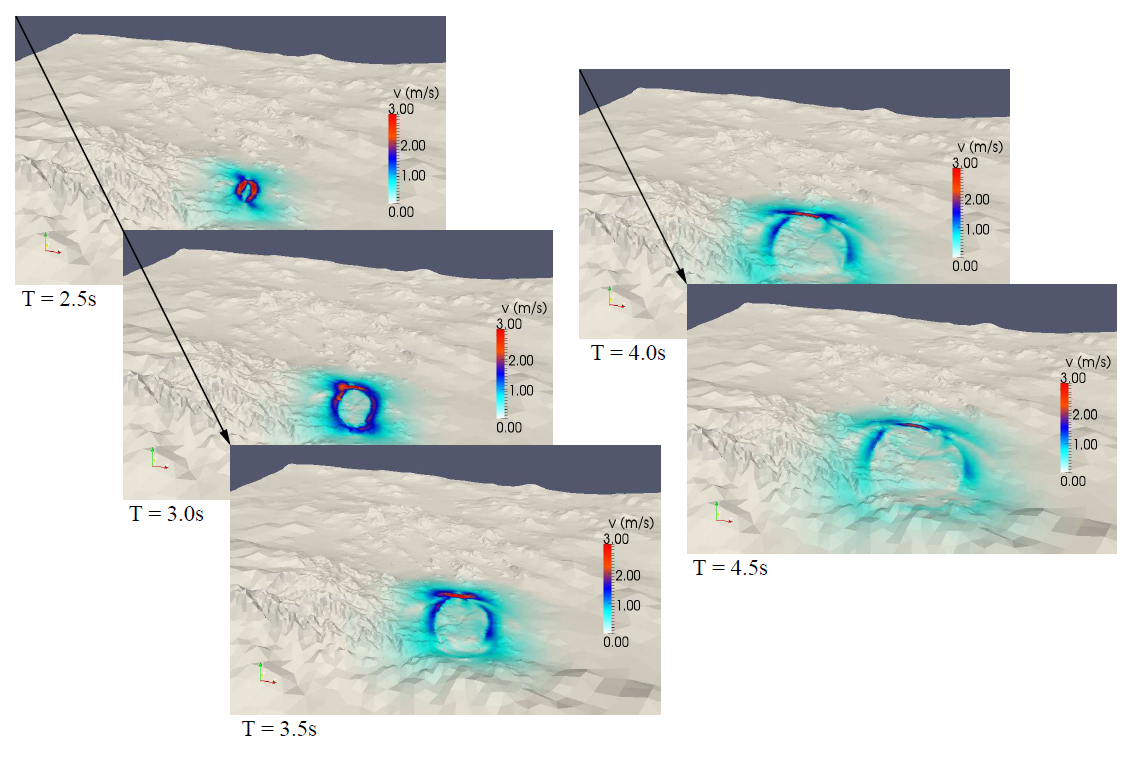 v (m/s)
3.00
2.00
1.00
0.00
T = 2.5s
v (m/s)
3.00
2.00
1.00
0.00
T = 3.0s
v (m/s)
3.00
2.00
1.00
0.00
T = 3.5s
v (m/s)
3.00
2.00
1.00
0.00
T = 4.0s
v (m/s)
3.00
2.00
1.00
0.00
T = 4.5s